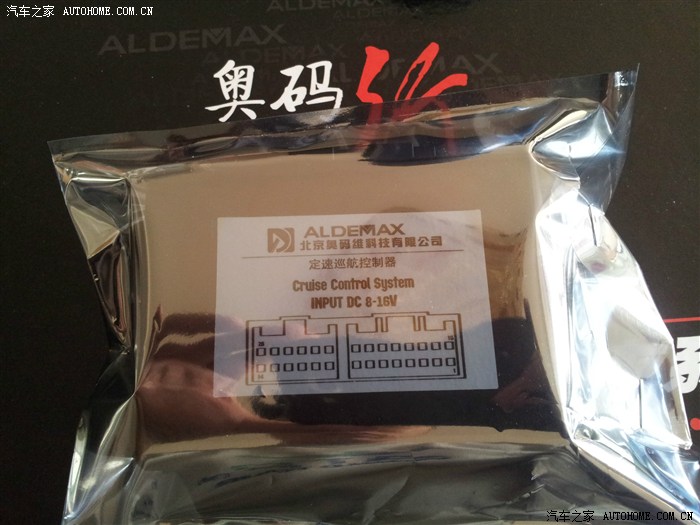 汽车之家 AUTOHOME.COM.CN
ALDEMAX
奥码
ALDEMAX
北京奥码维科技有限公司
定速巡航控制器
Cruise Control System
INPUT DC 8-16V
汽车之家 AUTOHOME.COM.CN